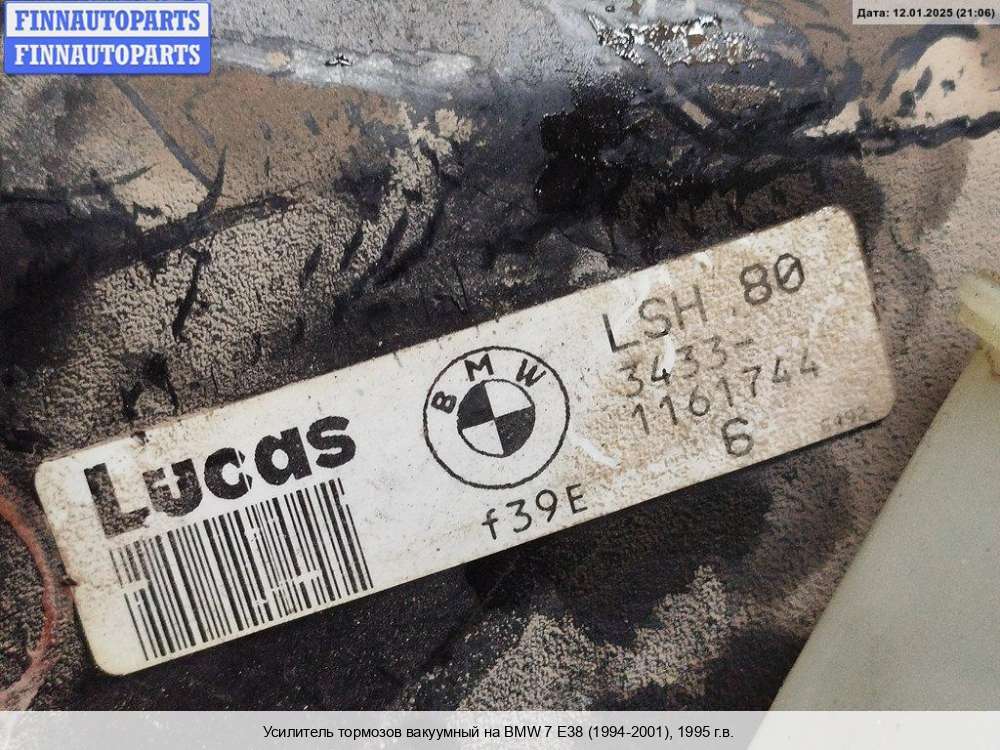 FINNAUTOPARTS
FINNAUTOPARTS
Дата: 12.01.2025 (21:06)
LSH 80
3433-
1161744
6
BMW
Lucas
f39E
Усилитель тормозов вакуумный на BMW 7 E38 (1994-2001), 1995 г.в.